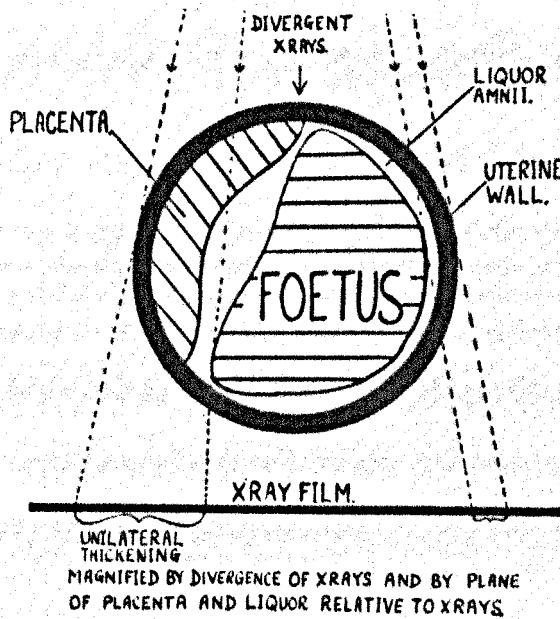 DIVERGENT
XRAYS.
LIQUOR
AMNII.
PLACENTA
UTERINE
WALL.
FOETUS
XRAY FILM.
UNILATERAL
THICKENING
MAGNIFIED BY DIVERGENCE OF XRAYS AND BY PLANE
OF PLACENTA AND LIQUOR RELATIVE TO XRAYS